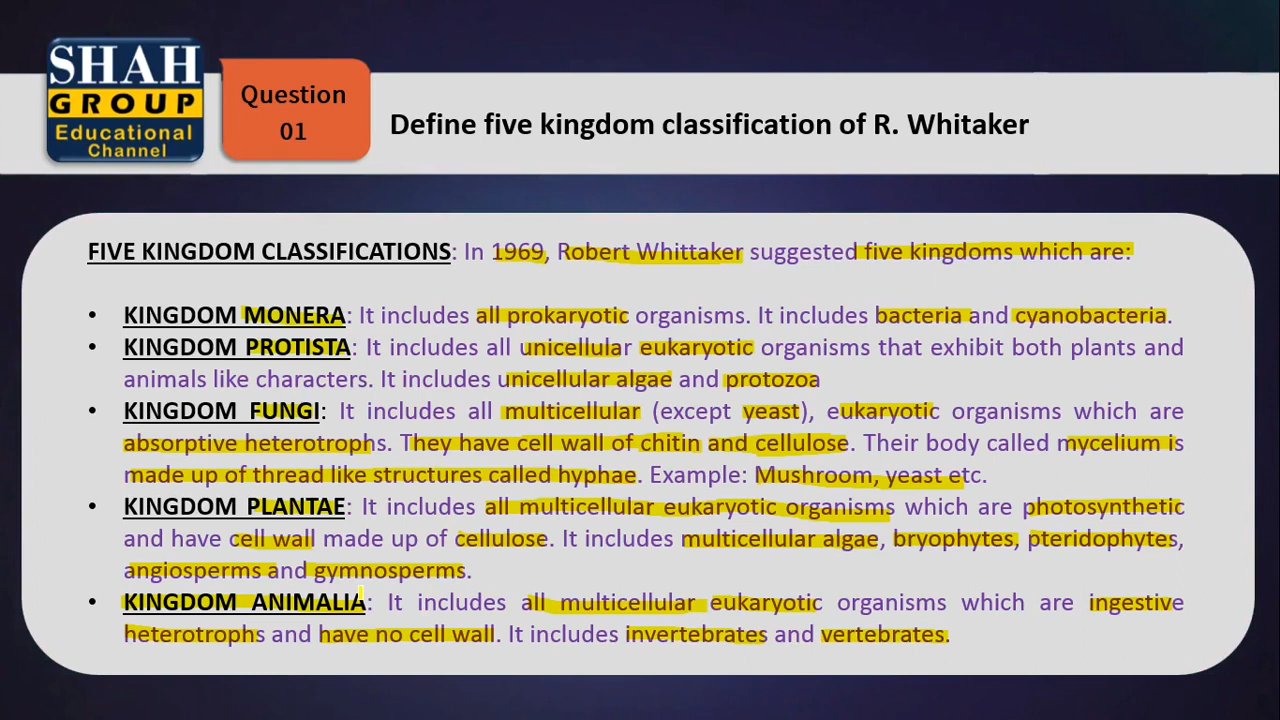 SHAH
GROUP
Educational
Channel
Question
01
Define five kingdom classification of R. Whitaker
FIVE KINGDOM CLASSIFICATIONS: In 1969, Robert Whittaker suggested five kingdoms which are:
• KINGDOM MONERA: It includes all prokaryotic organisms. It includes bacteria and cyanobacteria.
• KINGDOM PROTISTA: It includes all unicellular eukaryotic organisms that exhibit both plants and
animals like characters. It includes unicellular algae and protozoa
• KINGDOM FUNGI: It includes all multicellular (except yeast), eukaryotic organisms which are
absorptive heterotrophs. They have cell wall of chitin and cellulose. Their body called mycelium is
made up of thread like structures called hyphae. Example: Mushroom, yeast etc.
• KINGDOM PLANTAE: It includes all multicellular eukaryotic organisms which are photosynthetic
and have cell wall made up of cellulose. It includes multicellular algae, bryophytes, pteridophytes,
angiosperms and gymnosperms.
• KINGDOM ANIMALIA: It includes all multicellular eukaryotic organisms which are ingestive
heterotrophs and have no cell wall. It includes invertebrates and vertebrates.